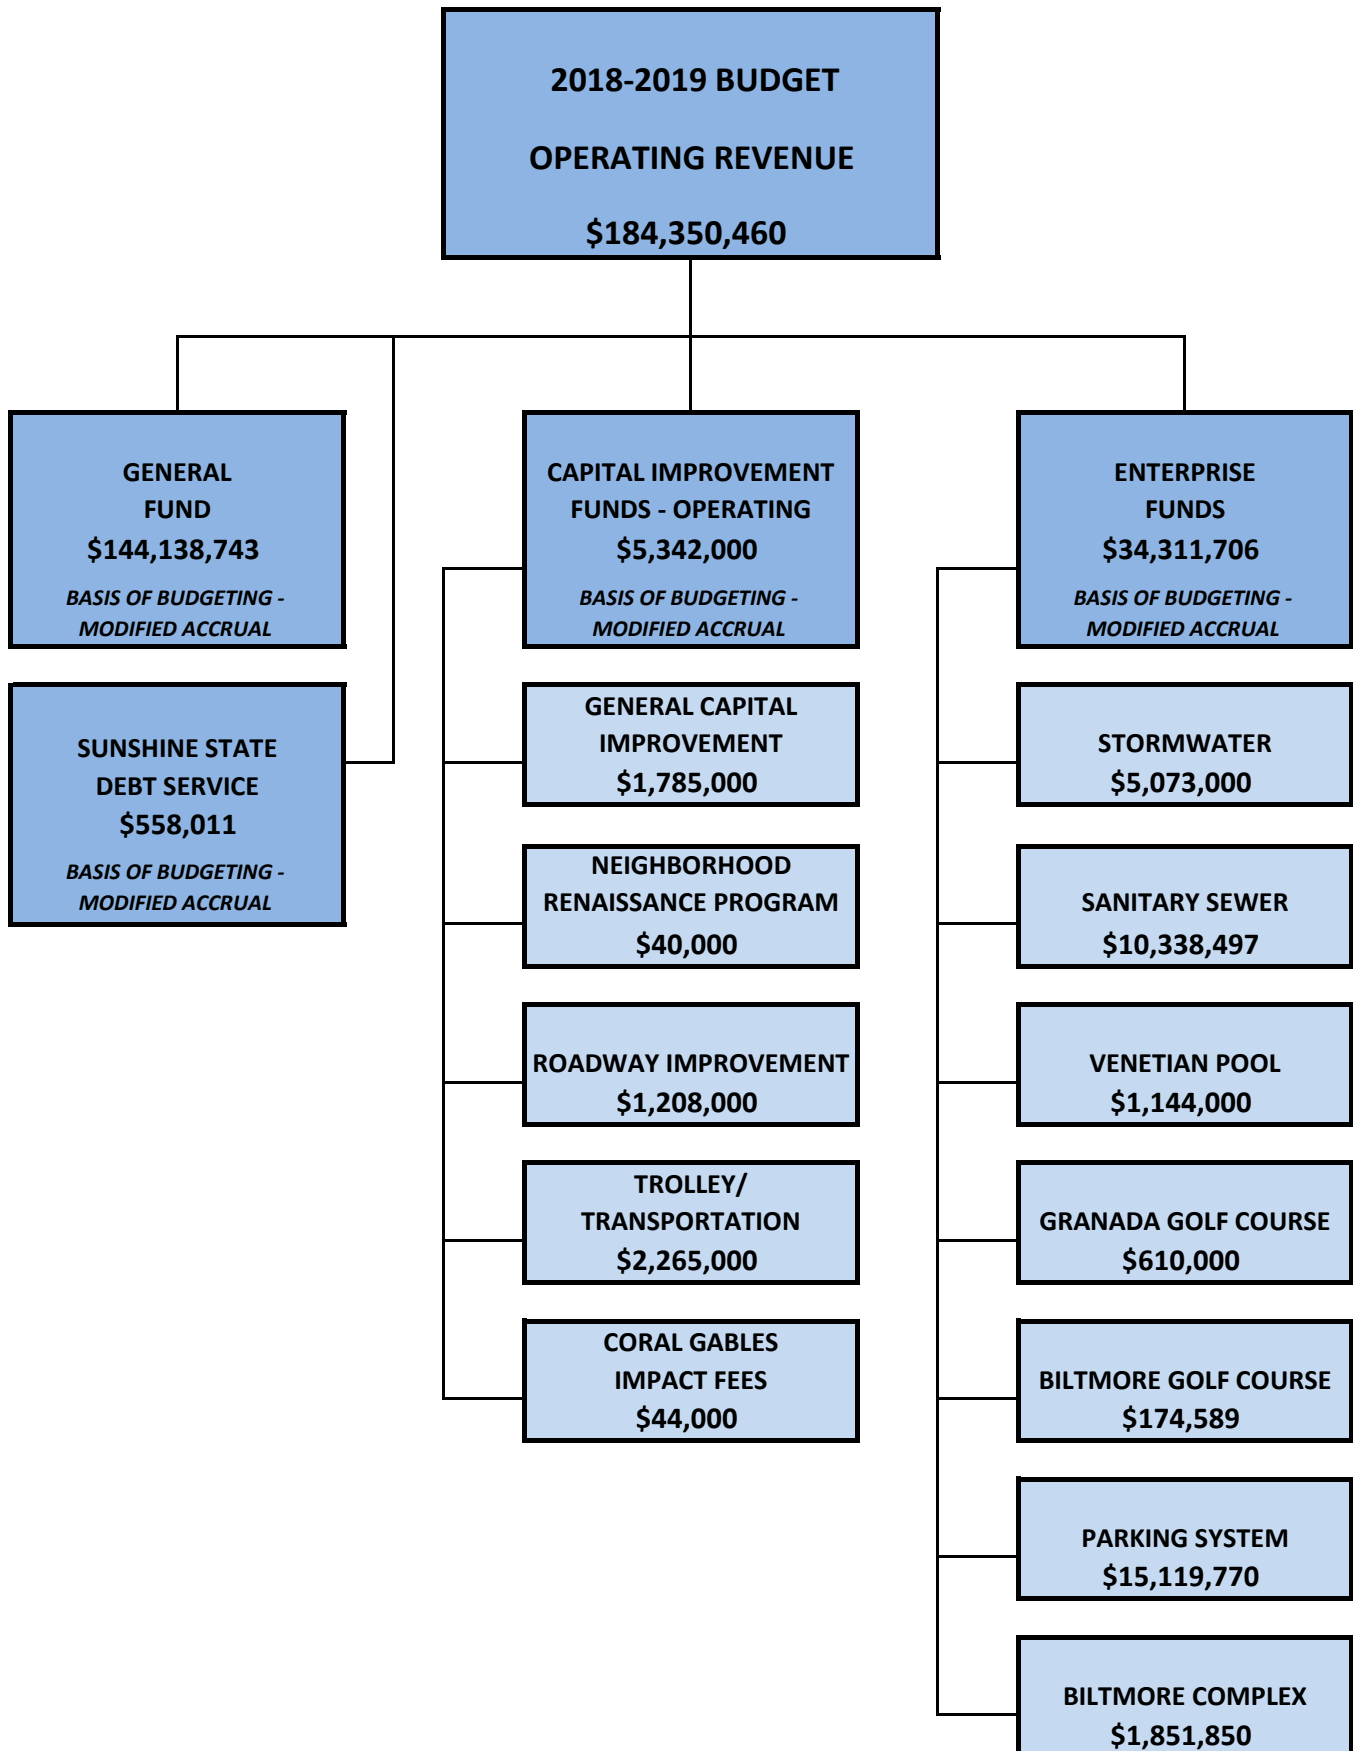 2018-2019 BUDGET
OPERATING REVENUE
$184,350,460
GENERAL
FUND
$144,138,743
BASIS OF BUDGETING -
MODIFIED ACCRUAL
SUNSHINE STATE
DEBT SERVICE
$558,011
BASIS OF BUDGETING -
MODIFIED ACCRUAL
CAPITAL IMPROVEMENT
FUNDS - OPERATING
$5,342,000
BASIS OF BUDGETING -
MODIFIED ACCRUAL
GENERAL CAPITAL
IMPROVEMENT
$1,785,000
NEIGHBORHOOD
RENAISSANCE PROGRAM
$40,000
ROADWAY IMPROVEMENT
$1,208,000
TROLLEY/
TRANSPORTATION
$2,265,000
CORAL GABLES
IMPACT FEES
$44,000
ENTERPRISE
FUNDS
$34,311,706
BASIS OF BUDGETING -
MODIFIED ACCRUAL
STORMWATER
$5,073,000
SANITARY SEWER
$10,338,497
VENETIAN POOL
$1,144,000
GRANADA GOLF COURSE
$610,000
BILTMORE GOLF COURSE
$174,589
PARKING SYSTEM
$15,119,770
BILTMORE COMPLEX
$1,851,850